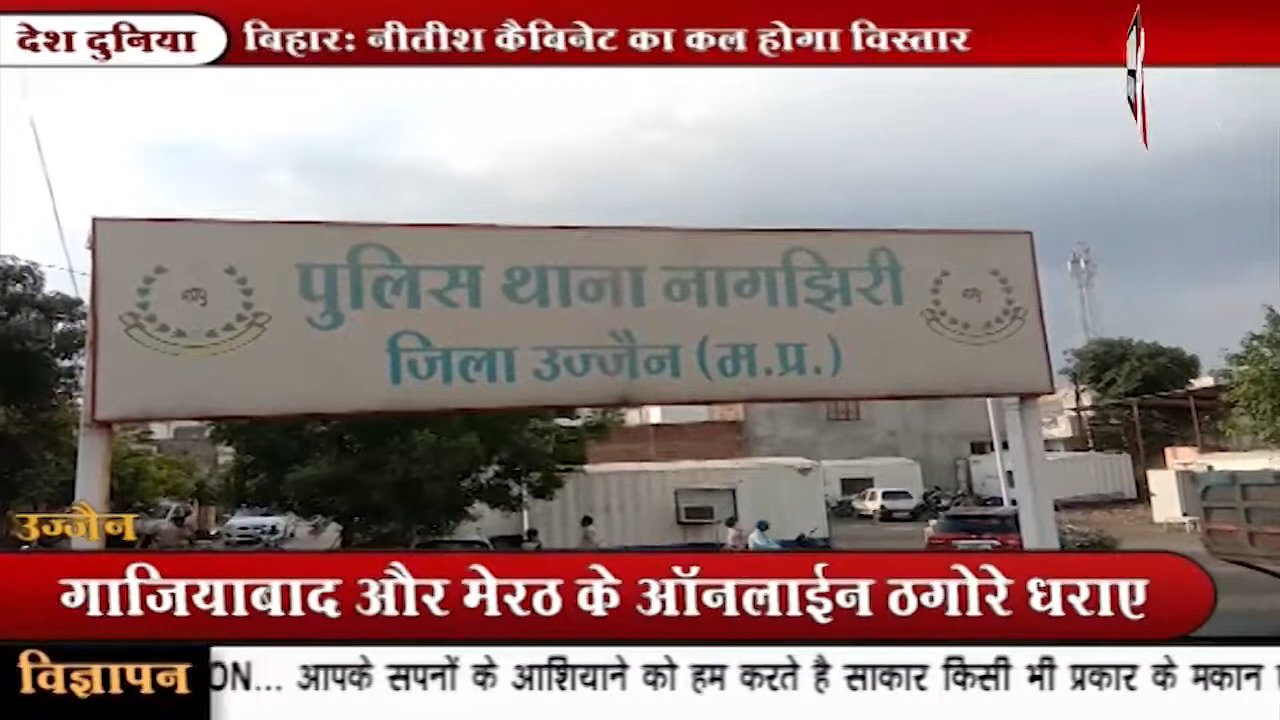 देश दुनिया
बिहार: नीतीश कैबिनेट का कल होगा विस्तार
पुलिस थाना नागझिरी
जिला उज्जैन (म.प्र.)
उज्जैन
गाजियाबाद और मेरठ के ऑनलाईन ठगोरे धराए
विज्ञापन
ON... आपके सपनों के आशियाने को हम करते है साकार किसी भी प्रकार के मकान